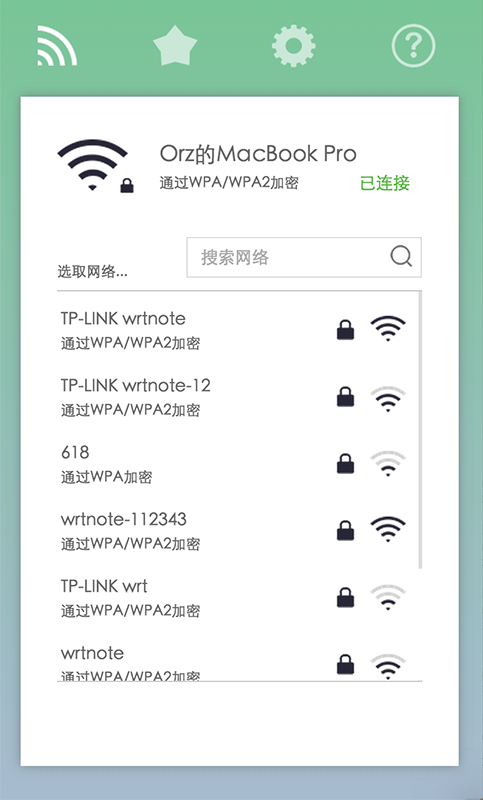 Orz的MacBook Pro
通过WPA/WPA2加密 已连接
选取网络... 搜索网络
TP-LINK wrtnote
通过WPA/WPA2加密
TP-LINK wrtnote-12
通过WPA/WPA2加密
618
通过WPA加密
wrtnote-112343
通过WPA/WPA2加密
TP-LINK wrt
通过WPA/WPA2加密
wrtnote
通过WPA/WPA2加密